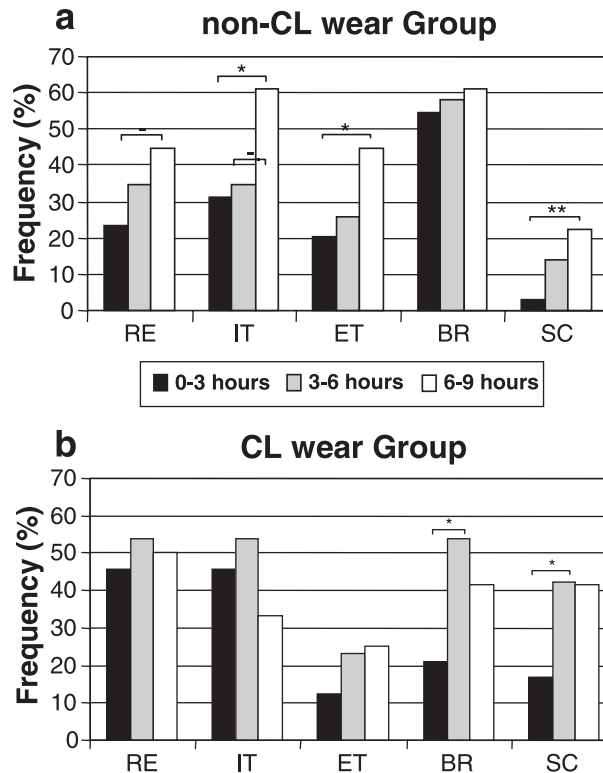 a non-CL wear Group
Frequency (%)
70
60
50
40
30
20
10
0
- * - * **
RE IT ET BR SC
0-3 hours 3-6 hours 6-9 hours
b CL wear Group
Frequency (%)
70
60
50
40
30
20
10
0
* *
RE IT ET BR SC